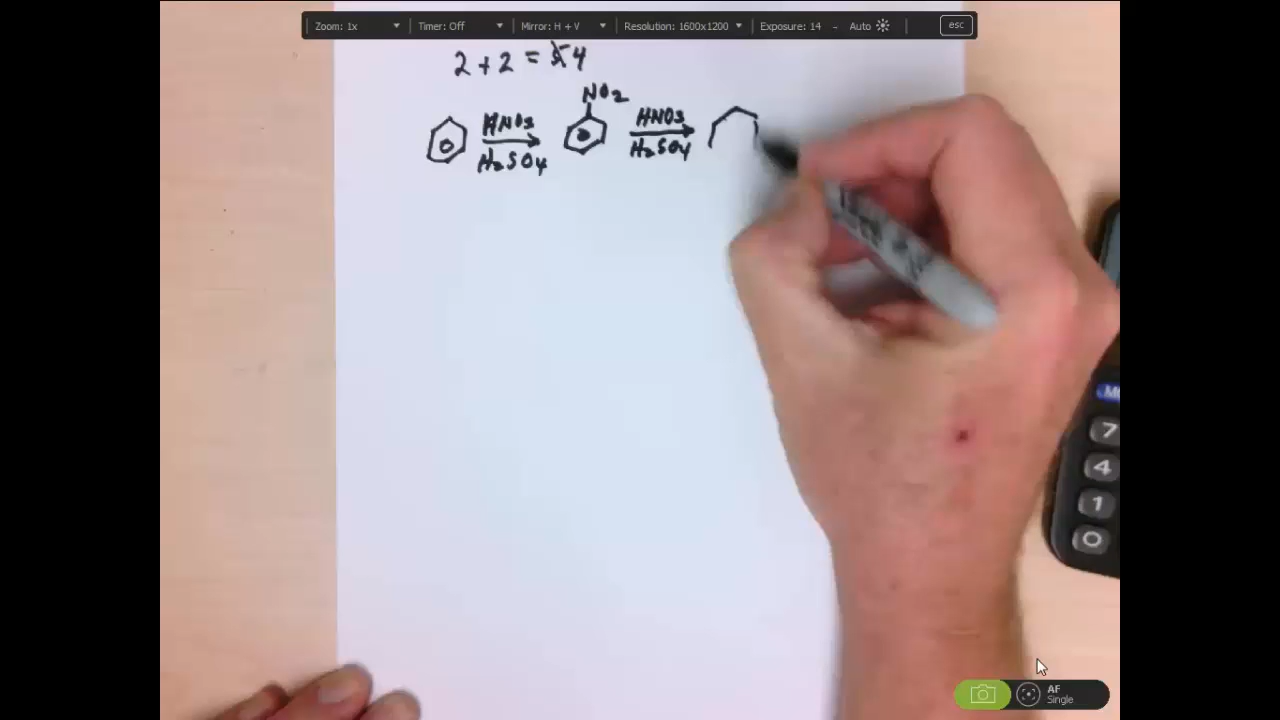 Zoom: 1x Timer: Off Mirror: H + V Resolution: 1600x1200 Exposure: 14 - Auto esc
2 + 2 = 4
NO2
HNO3 HNO3
H2SO4 H2SO4
7
4
1
0
AF
Single